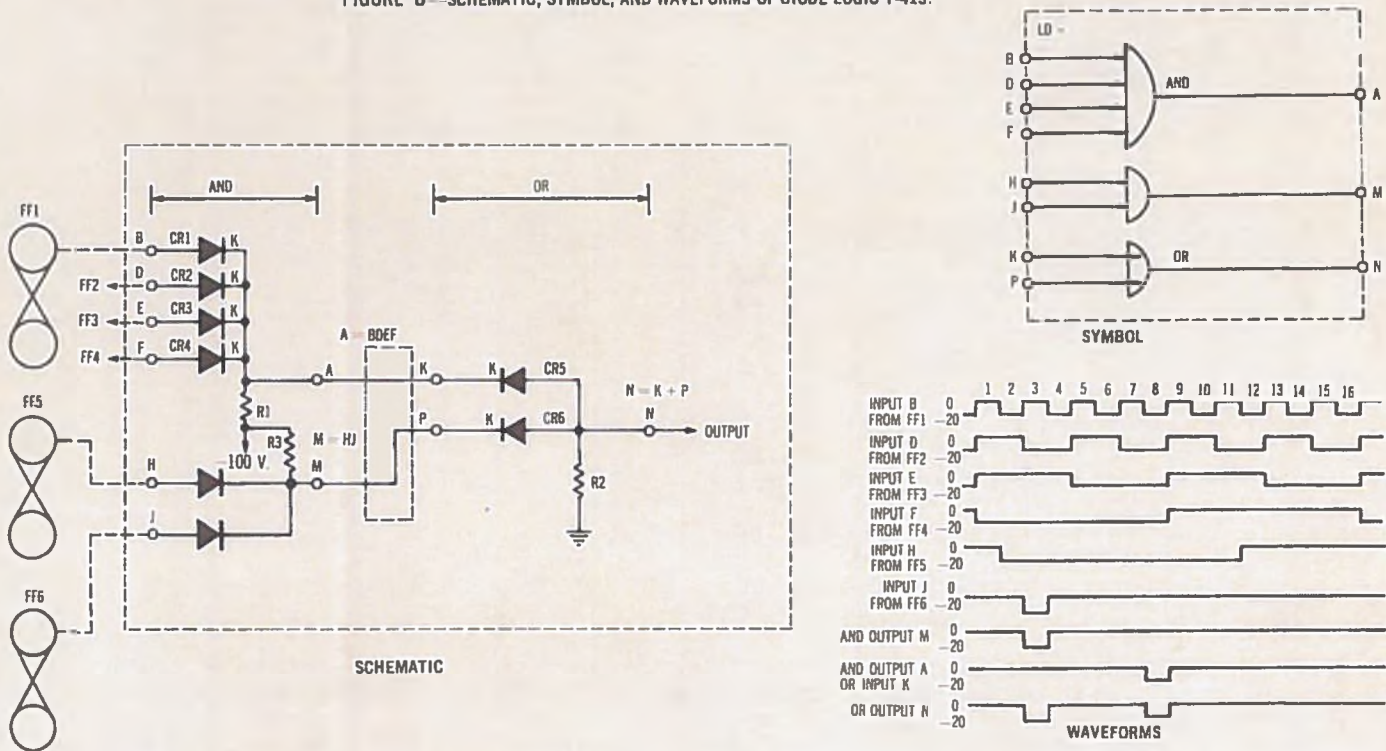 SCHEMATIC, SYMBOL, AND WAVEFORMS OF DIODE LOGIC
LD -
B
D
E
F
AND
A
H
J
M
K
P
OR
N
SYMBOL
AND
OR
FF1
B CR1 K
FF2 D CR2 K
FF3 E CR3 K
FF4 F CR4 K
A = BDEF
A K K CR5
N = K + P
R1
P K CR6 N OUTPUT
FF5
R3 M = HJ
-100 V.
H M
R2
J
FF6
SCHEMATIC
1 2 3 4 5 6 7 8 9 10 11 12 13 14 15 16
INPUT B 0
FROM FF1 -20
INPUT D 0
FROM FF2 -20
INPUT E 0
FROM FF3 -20
INPUT F 0
FROM FF4 -20
INPUT H 0
FROM FF5 -20
INPUT J 0
FROM FF6 -20
AND OUTPUT M 0
-20
AND OUTPUT A 0
OR INPUT K -20
OR OUTPUT N 0
-20
WAVEFORMS